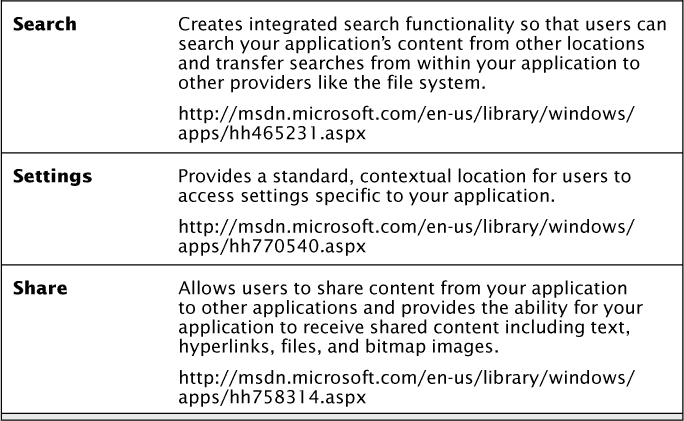 Search
Creates integrated search functionality so that users can
search your application’s content from other locations
and transfer searches from within your application to
other providers like the file system.
http://msdn.microsoft.com/en-us/library/windows/
apps/hh465231.aspx
Settings
Provides a standard, contextual location for users to
access settings specific to your application.
http://msdn.microsoft.com/en-us/library/windows/
apps/hh770540.aspx
Share
Allows users to share content from your application
to other applications and provides the ability for your
application to receive shared content including text,
hyperlinks, files, and bitmap images.
http://msdn.microsoft.com/en-us/library/windows/
apps/hh758314.aspx